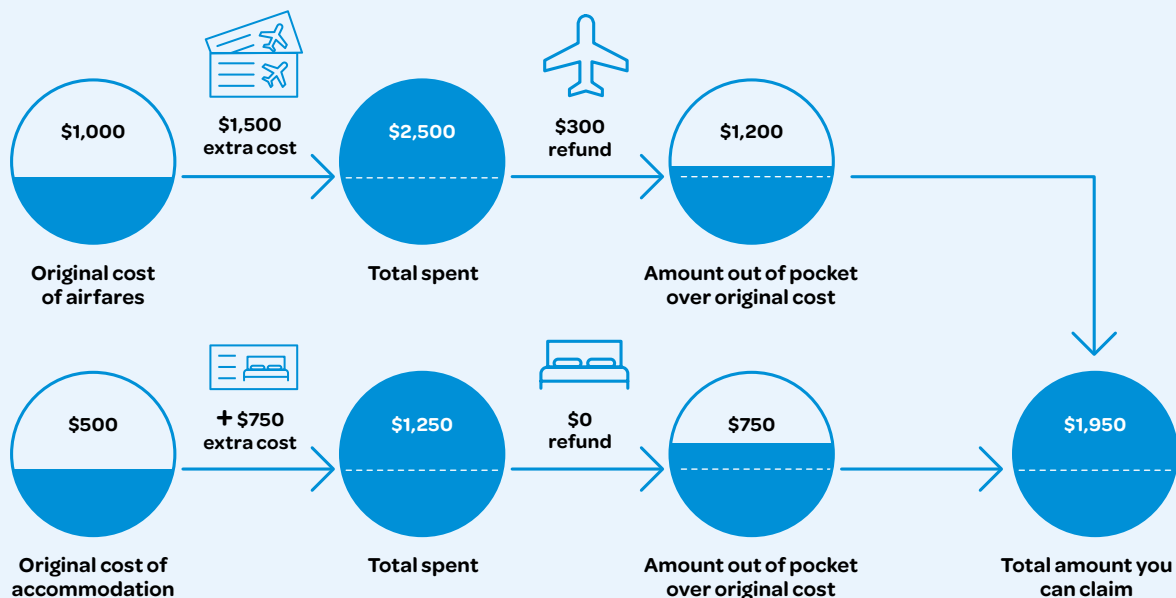 $1,000
$1,500
extra cost
$2,500
$300
refund
$1,200
Original cost
of airfares
Total spent
Amount out of pocket
over original cost
$500
+ $750
extra cost
$1,250
$0
refund
$750
$1,950
Original cost of
accommodation
Total spent
Amount out of pocket
over original cost
Total amount you
can claim